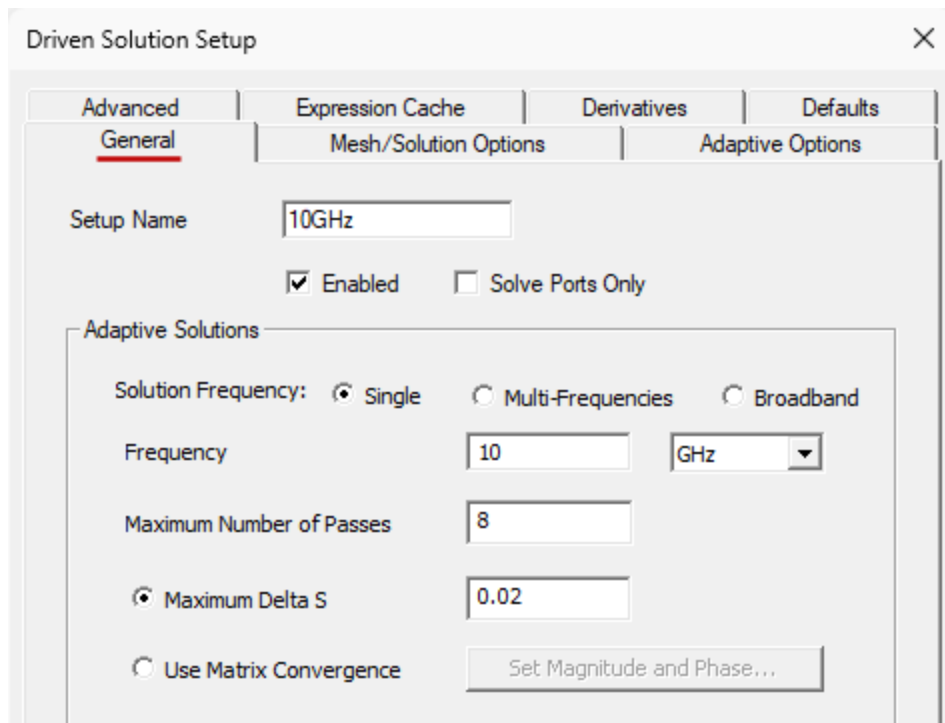 Driven Solution Setup
Advanced Expression Cache Derivatives Defaults
General Mesh/Solution Options Adaptive Options
Setup Name 10GHz
Enabled Solve Ports Only
Adaptive Solutions
Solution Frequency: Single Multi-Frequencies Broadband
Frequency 10 GHz
Maximum Number of Passes 8
Maximum Delta S 0.02
Use Matrix Convergence Set Magnitude and Phase...